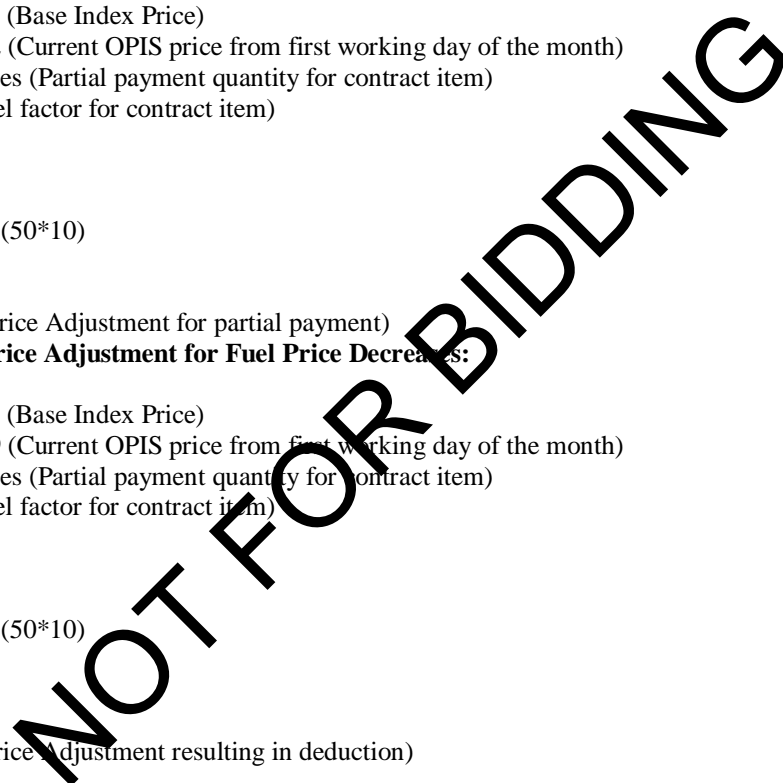 (Base Index Price)
(Current OPIS price from first working day of the month)
es (Partial payment quantity for contract item)
el factor for contract item)
(50*10)
rice Adjustment for partial payment)
rice Adjustment for Fuel Price Decreases:
(Base Index Price)
(Current OPIS price from first working day of the month)
es (Partial payment quantity for contract item)
el factor for contract item)
(50*10)
rice Adjustment resulting in deduction)
NOT FOR BIDDING